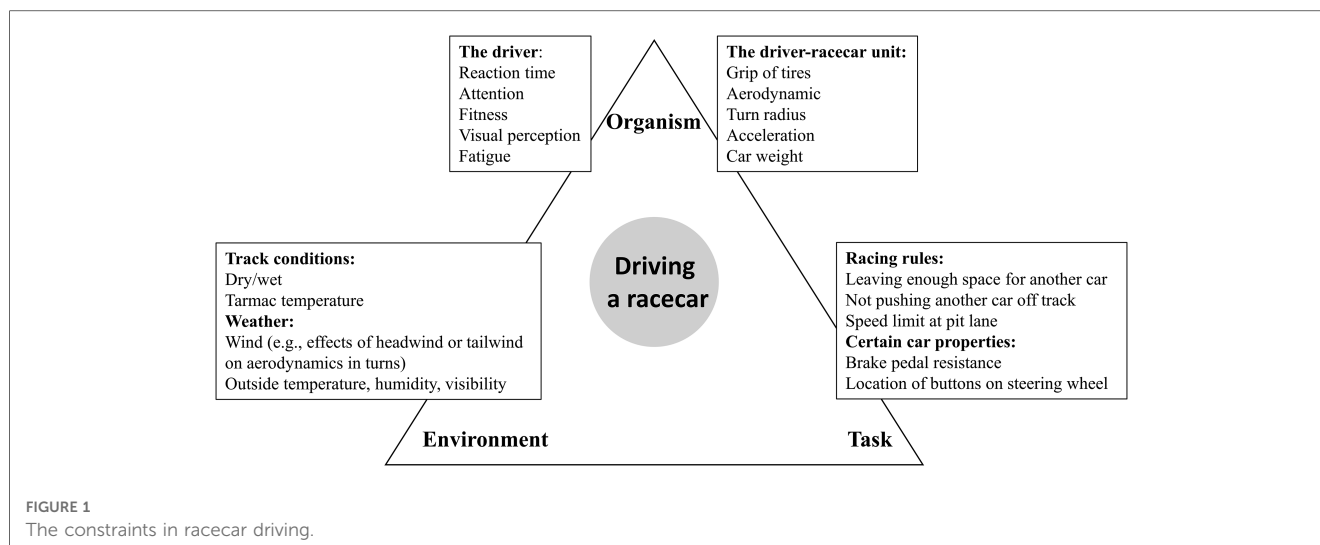 The driver:
Reaction time
Attention
Fitness
Visual perception
Fatigue
The driver-racecar unit:
Grip of tires
Aerodynamic
Turn radius
Acceleration
Car weight
Organism
Track conditions:
Dry/wet
Tarmac temperature
Weather:
Wind (e.g., effects of headwind or tailwind
on aerodynamics in turns)
Outside temperature, humidity, visibility
Driving
a racecar
Racing rules:
Leaving enough space for another car
Not pushing another car off track
Speed limit at pit lane
Certain car properties:
Brake pedal resistance
Location of buttons on steering wheel
Environment
Task
FIGURE 1
The constraints in racecar driving.